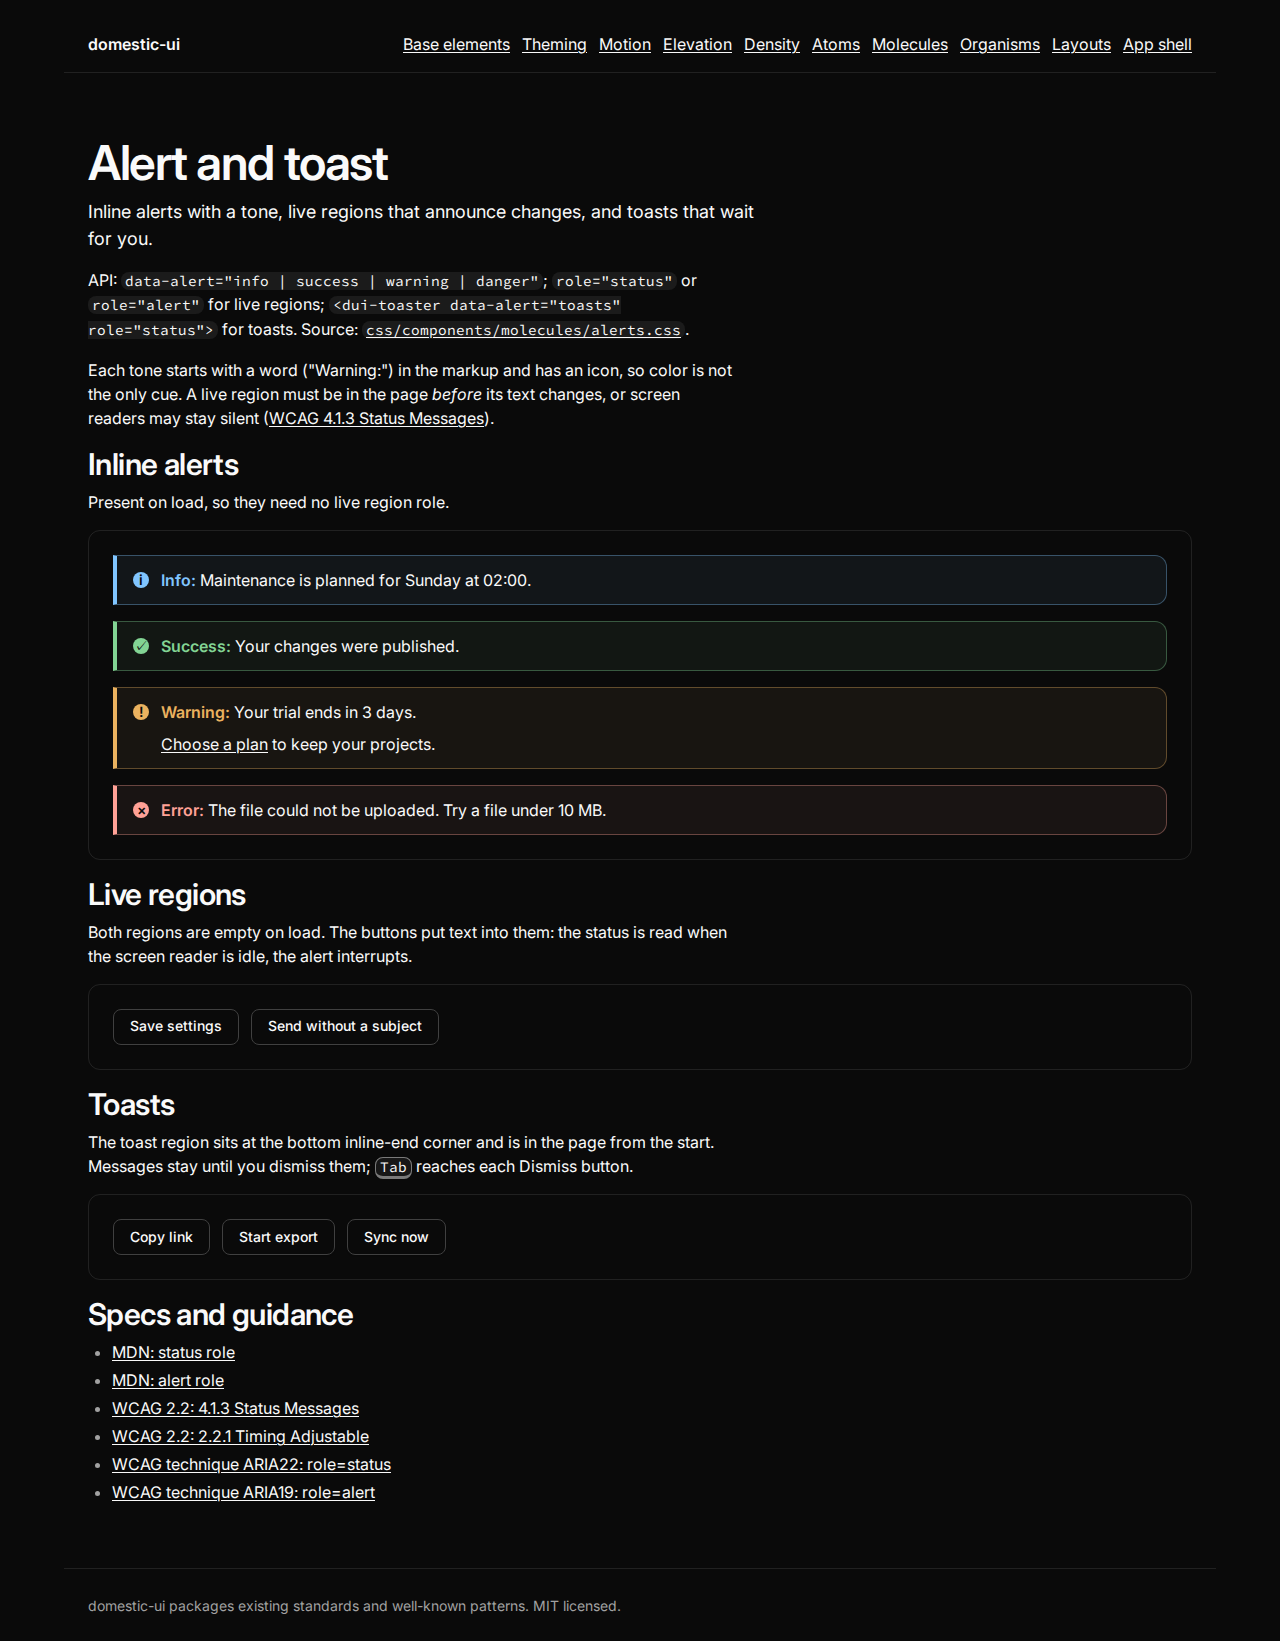 domestic-ui
Base elements Theming Motion Elevation Density Atoms Molecules Organisms Layouts App shell
Alert and toast
Inline alerts with a tone, live regions that announce changes, and toasts that wait
for you.
API: data-alert="info | success | warning | danger"; role="status" or
role="alert" for live regions; <dui-toaster data-alert="toasts"
role="status"> for toasts. Source: css/components/molecules/alerts.css.
Each tone starts with a word ("Warning:") in the markup and has an icon, so color is not
the only cue. A live region must be in the page before its text changes, or screen
readers may stay silent (WCAG 4.1.3 Status Messages).
Inline alerts
Present on load, so they need no live region role.
Info: Maintenance is planned for Sunday at 02:00.
Success: Your changes were published.
Warning: Your trial ends in 3 days.
Choose a plan to keep your projects.
Error: The file could not be uploaded. Try a file under 10 MB.
Live regions
Both regions are empty on load. The buttons put text into them: the status is read when
the screen reader is idle, the alert interrupts.
Save settings Send without a subject
Toasts
The toast region sits at the bottom inline-end corner and is in the page from the start.
Messages stay until you dismiss them; Tab reaches each Dismiss button.
Copy link Start export Sync now
Specs and guidance
MDN: status role
MDN: alert role
WCAG 2.2: 4.1.3 Status Messages
WCAG 2.2: 2.2.1 Timing Adjustable
WCAG technique ARIA22: role=status
WCAG technique ARIA19: role=alert
domestic-ui packages existing standards and well-known patterns. MIT licensed.